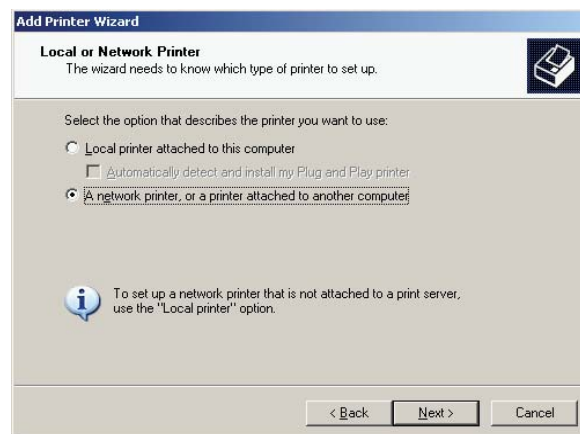 Add Printer Wizard
Local or Network Printer
The wizard needs to know which type of printer to set up.
Select the option that describes the printer you want to use:
Local printer attached to this computer
Automatically detect and install my Plug and Play printer
A network printer, or a printer attached to another computer
To set up a network printer that is not attached to a print server,
use the "Local printer" option.
< Back Next > Cancel